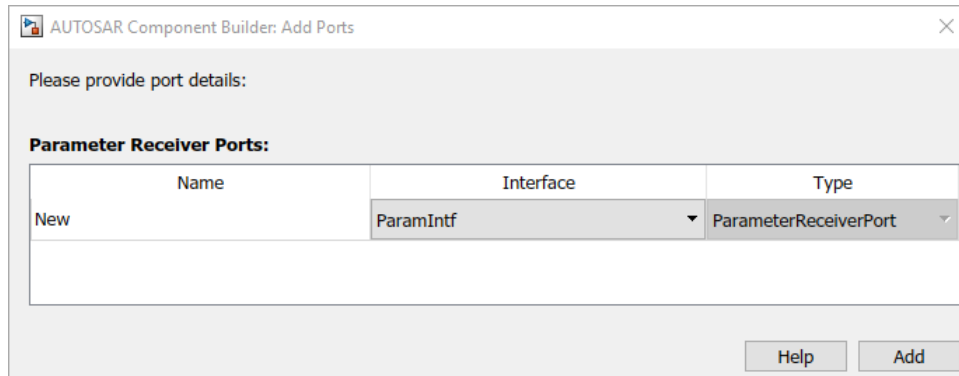 AUTOSAR Component Builder: Add Ports
Please provide port details:
Parameter Receiver Ports:
Name Interface Type
New ParamIntf ParameterReceiverPort
Help Add